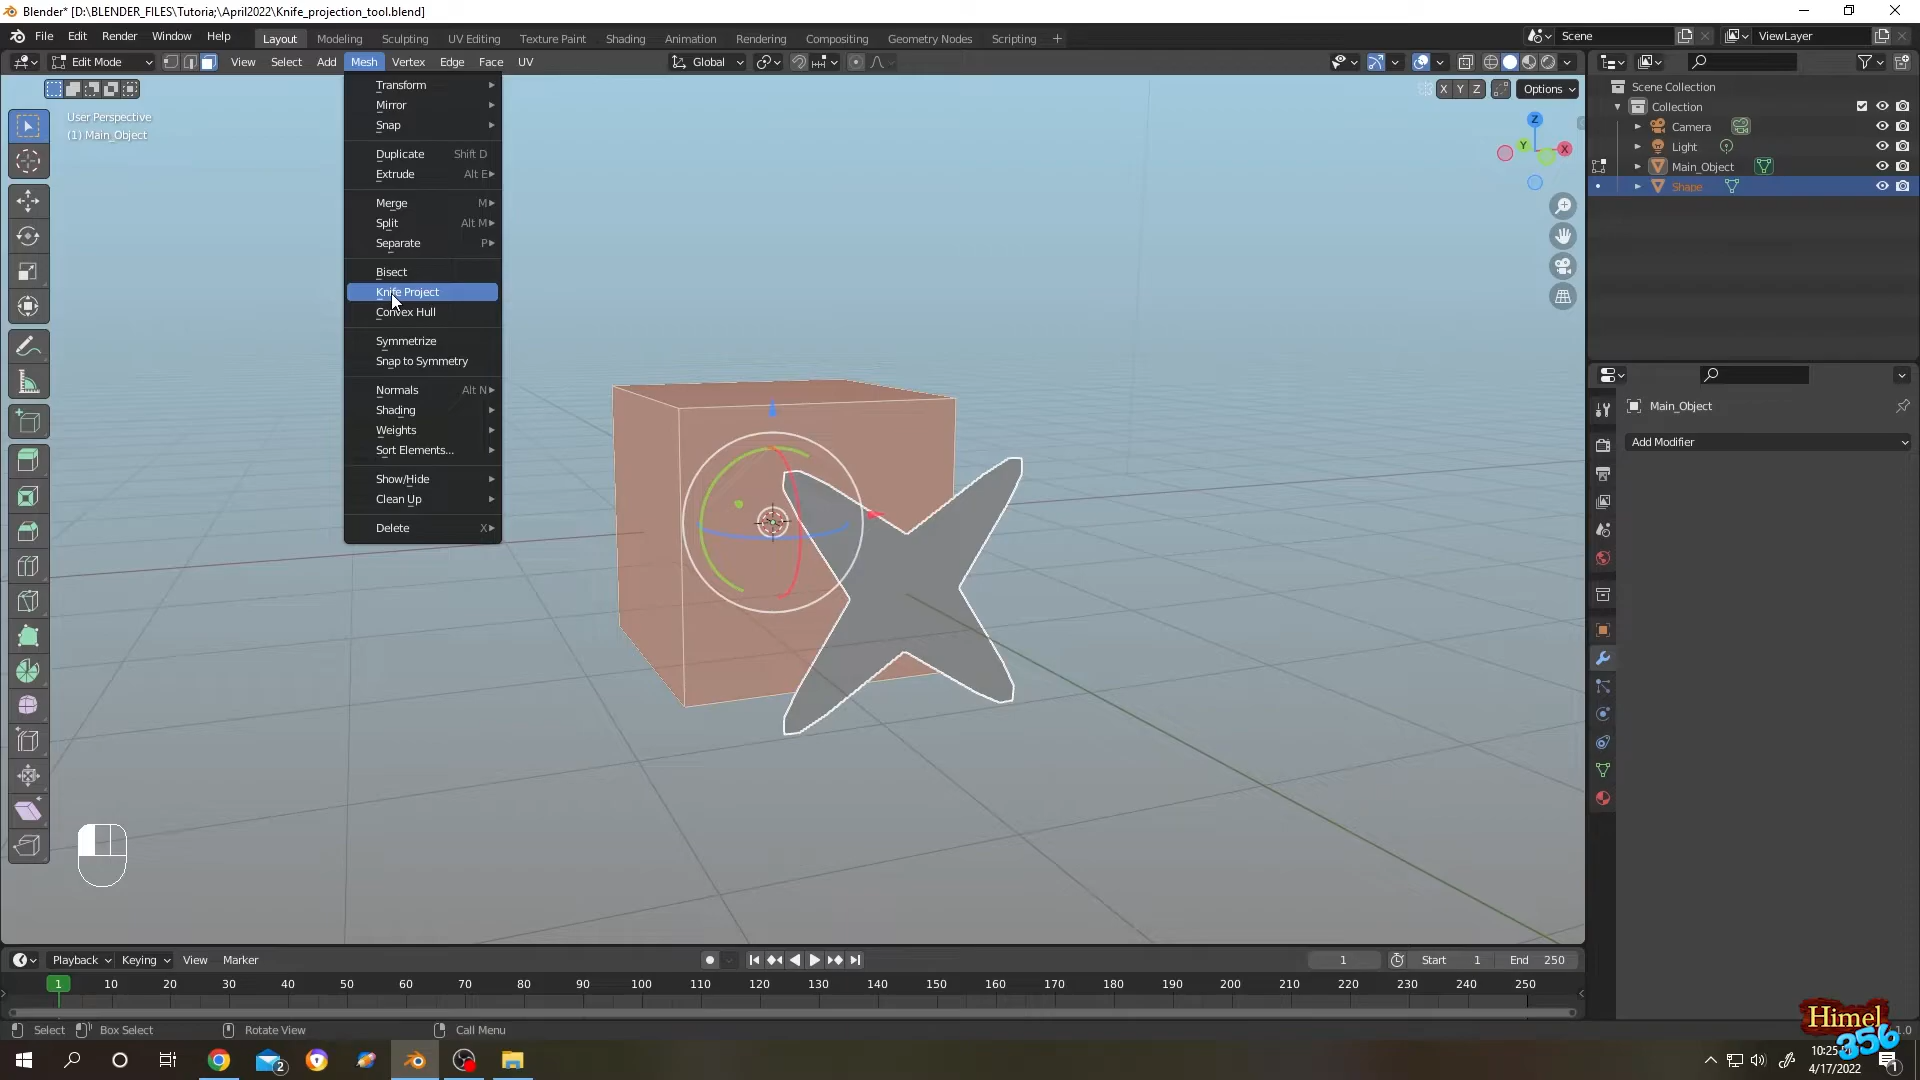 Blender* [D:\BLENDER_FILES\Tutoria;\April2022\Knife_projection_tool.blend]
File Edit Render Window Help Layout Modeling Sculpting UV Editing Texture Paint Shading Animation Rendering Compositing Geometry Nodes Scripting + Scene ViewLayer
Edit Mode View Select Add Mesh Vertex Edge Face UV Global
X Y Z Options
User Perspective
(1) Main_Object
Transform
Mirror
Snap
Duplicate Shift D
Extrude Alt E
Merge M
Split Alt M
Separate P
Bisect
Knife Project
Convex Hull
Symmetrize
Snap to Symmetry
Normals Alt N
Shading
Weights
Sort Elements...
Show/Hide
Clean Up
Delete X
Z
Y X
Scene Collection
Collection
Camera
Light
Main_Object
Shape
Main_Object
Add Modifier
Playback Keying View Marker 1 Start 1 End 250
1 10 20 30 40 50 60 70 80 90 100 110 120 130 140 150 160 170 180 190 200 210 220 230 240 250
Select Box Select Rotate View Call Menu
Himel
356
2
10:25
4/17/2022
1